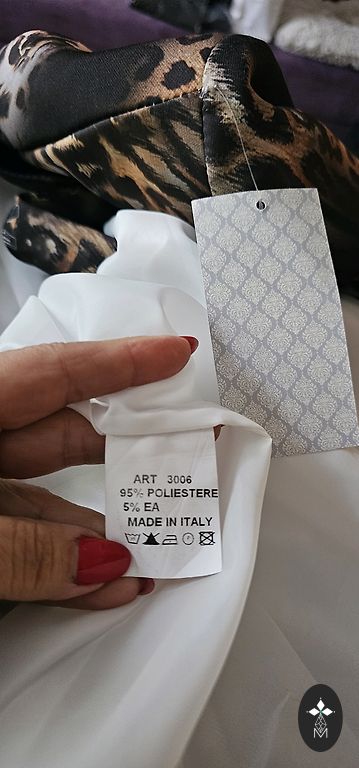 ART 3006
95% POLIESTERE
5% EA
MADE IN ITALY
M